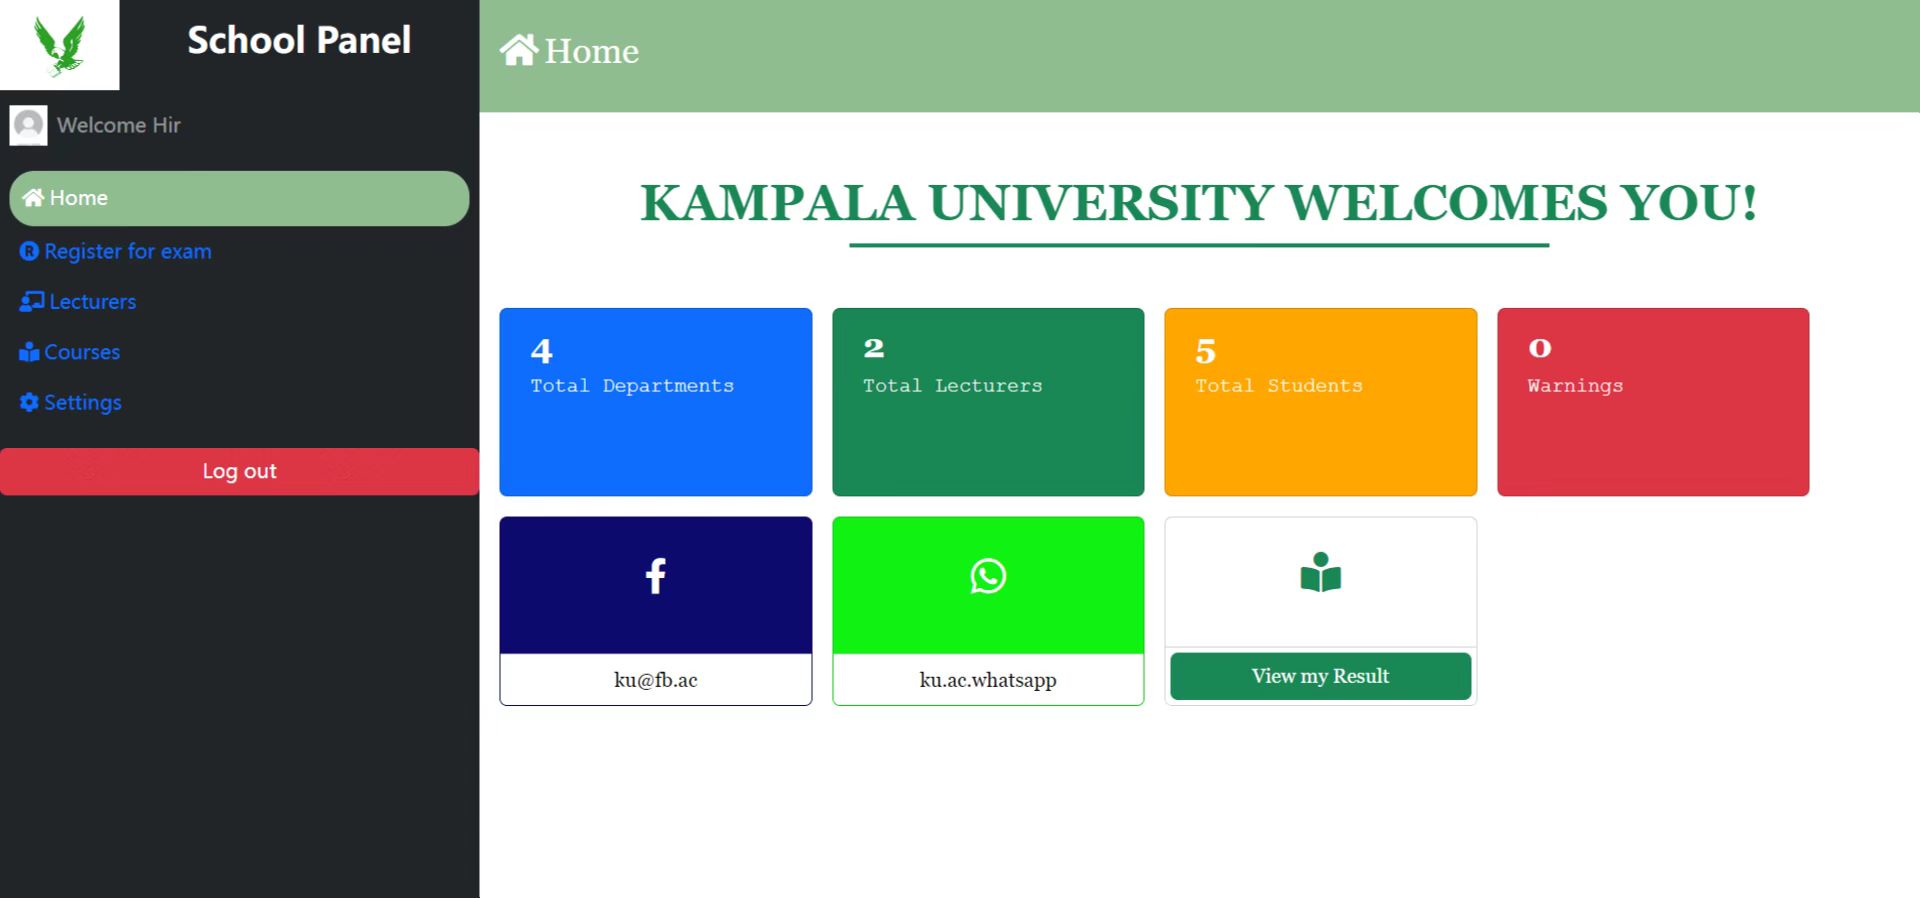 School Panel
Welcome Hir
Home
Register for exam
Lecturers
Courses
Settings
Log out
Home
KAMPALA UNIVERSITY WELCOMES YOU!
4
Total Departments
2
Total Lecturers
5
Total Students
0
Warnings
ku@fb.ac
ku.ac.whatsapp
View my Result